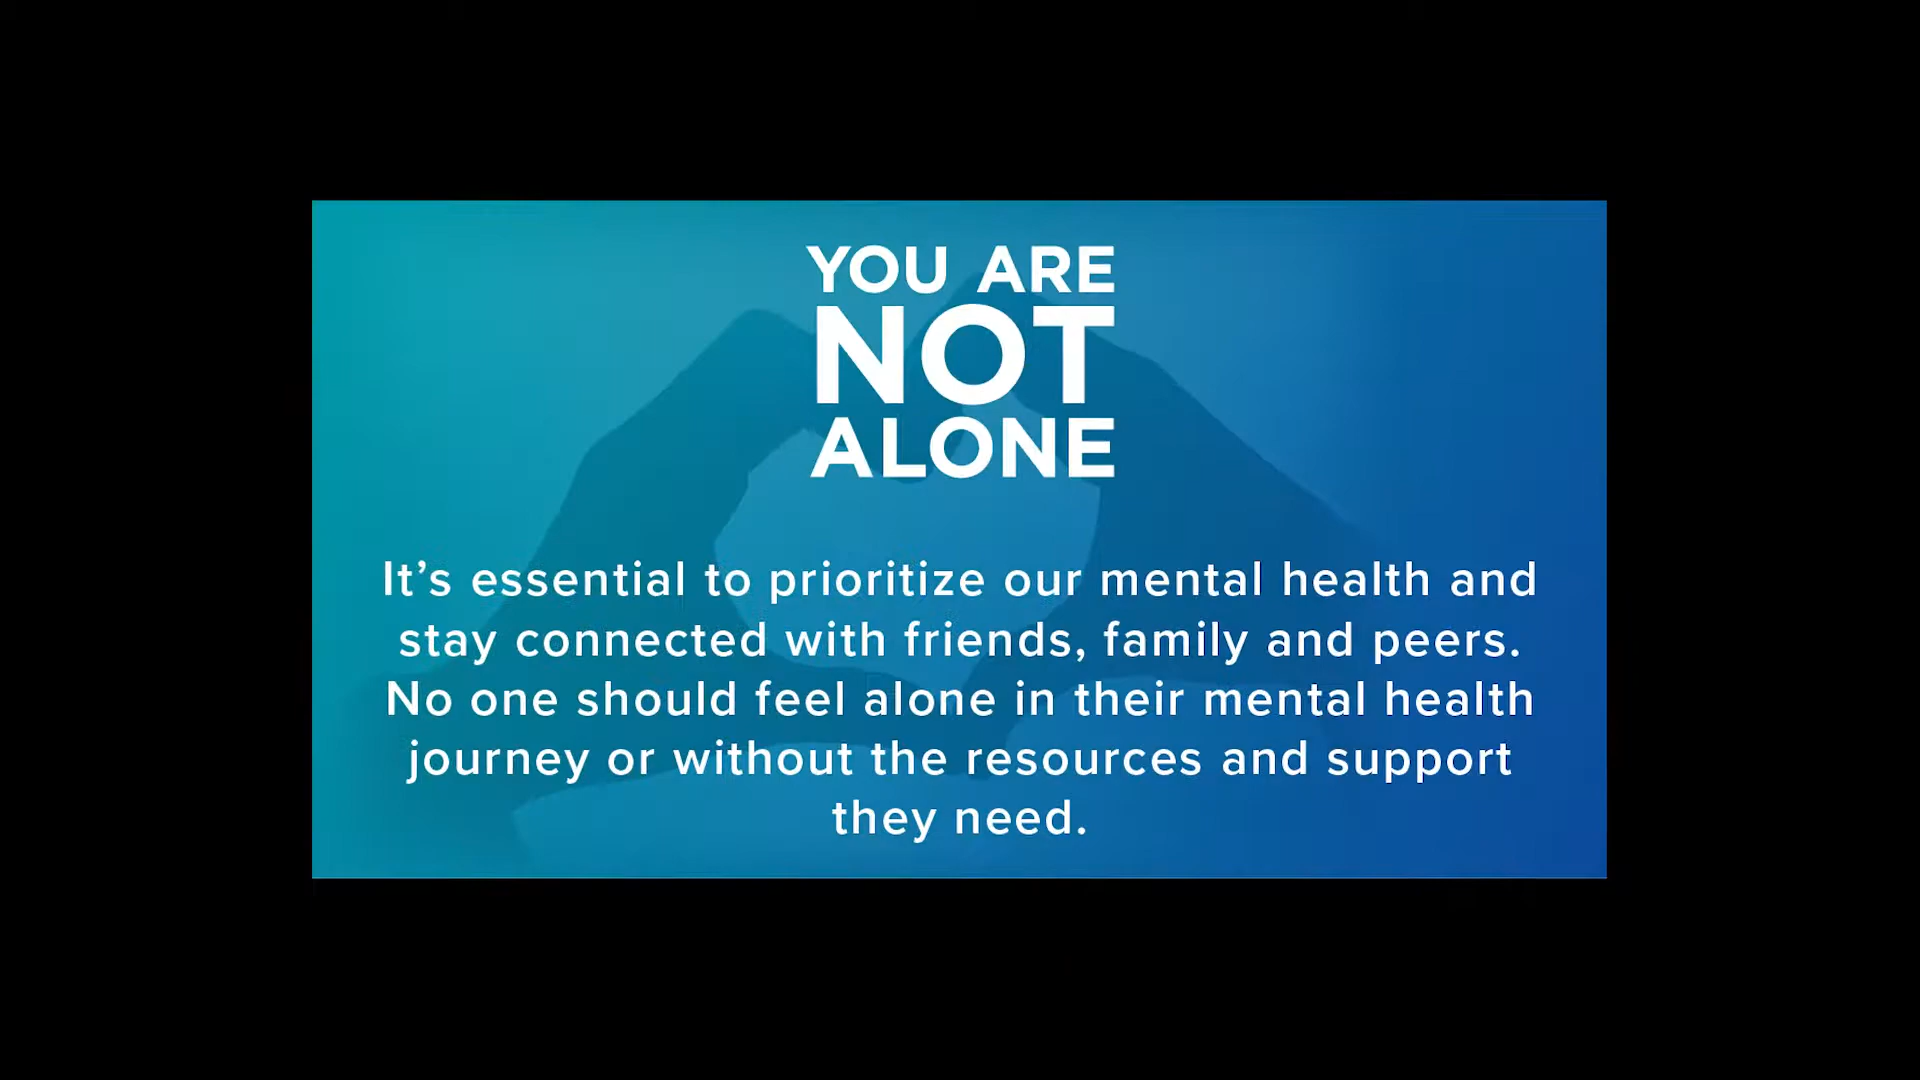 YOU ARE
NOT
ALONE
It’s essential to prioritize our mental health and
stay connected with friends, family and peers.
No one should feel alone in their mental health
journey or without the resources and support
they need.